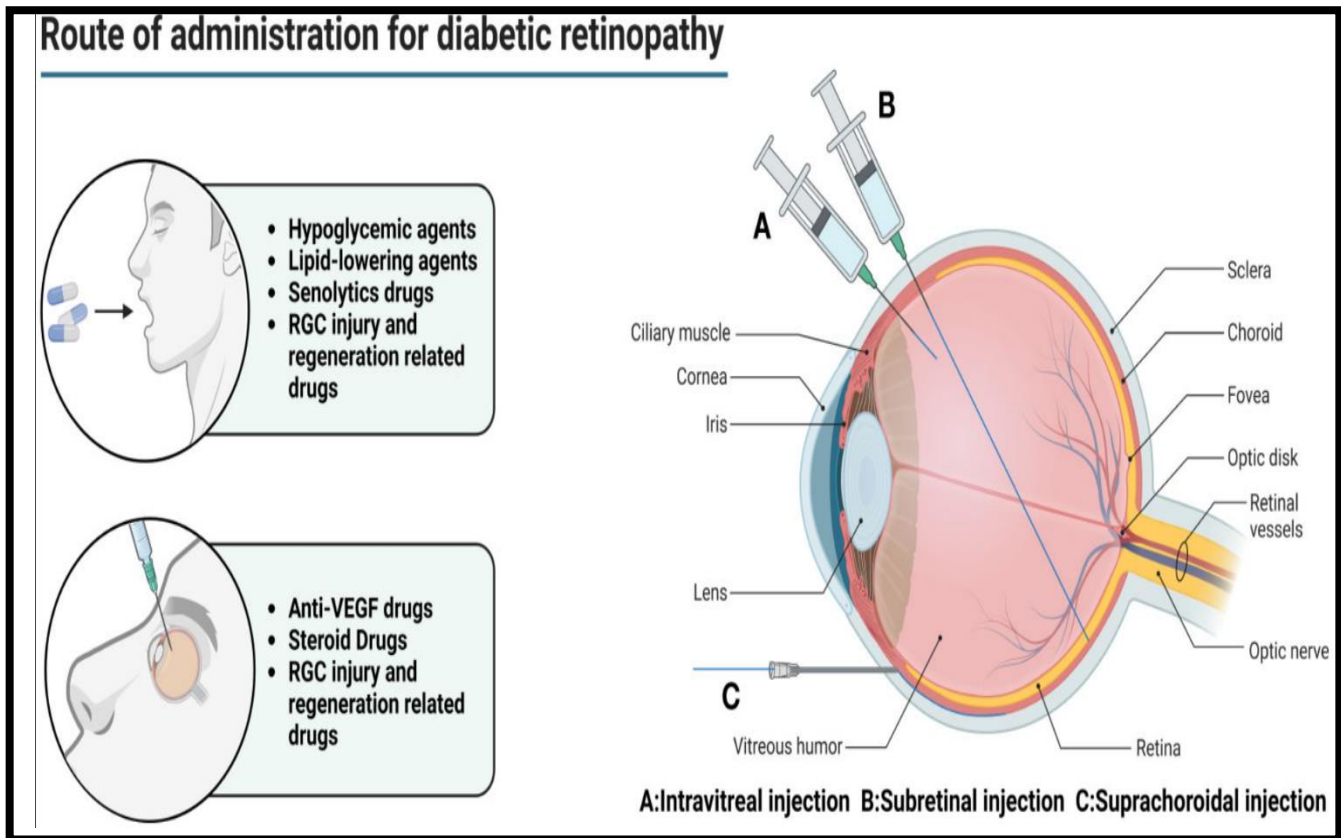 Route of administration for diabetic retinopathy
• Hypoglycemic agents
• Lipid-lowering agents
• Senolytics drugs
• RGC injury and
regeneration related
drugs
• Anti-VEGF drugs
• Steroid Drugs
• RGC injury and
regeneration related
drugs
A
B
Ciliary muscle
Cornea
Iris
Lens
C
Vitreous humor
Sclera
Choroid
Fovea
Optic disk
Retinal
vessels
Optic nerve
Retina
A:Intravitreal injection B:Subretinal injection C:Suprachoroidal injection